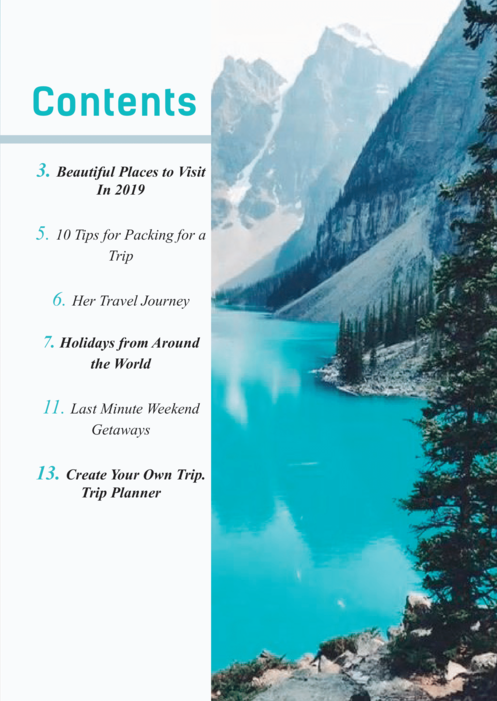 Contents
3. Beautiful Places to Visit
In 2019
5. 10 Tips for Packing for a
Trip
6. Her Travel Journey
7. Holidays from Around
the World
11. Last Minute Weekend
Getaways
13. Create Your Own Trip.
Trip Planner